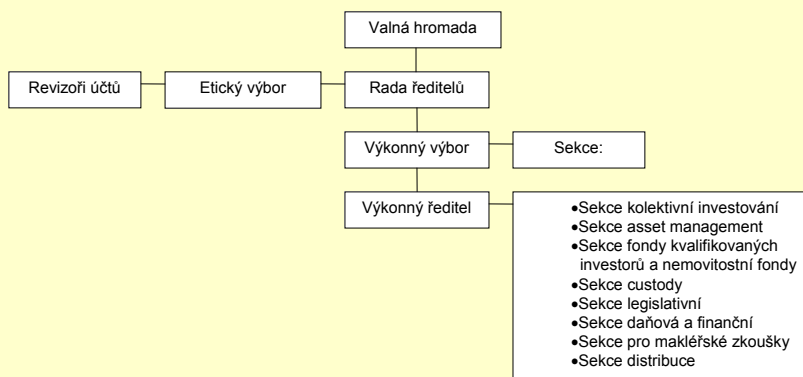 Valná hromada
Revizoři účtů
Etický výbor
Rada ředitelů
Výkonný výbor
Sekce:
Výkonný ředitel
•Sekce kolektivní investování
•Sekce asset management
•Sekce fondy kvalifikovaných
investorů a nemovitostní fondy
•Sekce custody
•Sekce legislativní
•Sekce daňová a finanční
•Sekce pro makléřské zkoušky
•Sekce distribuce